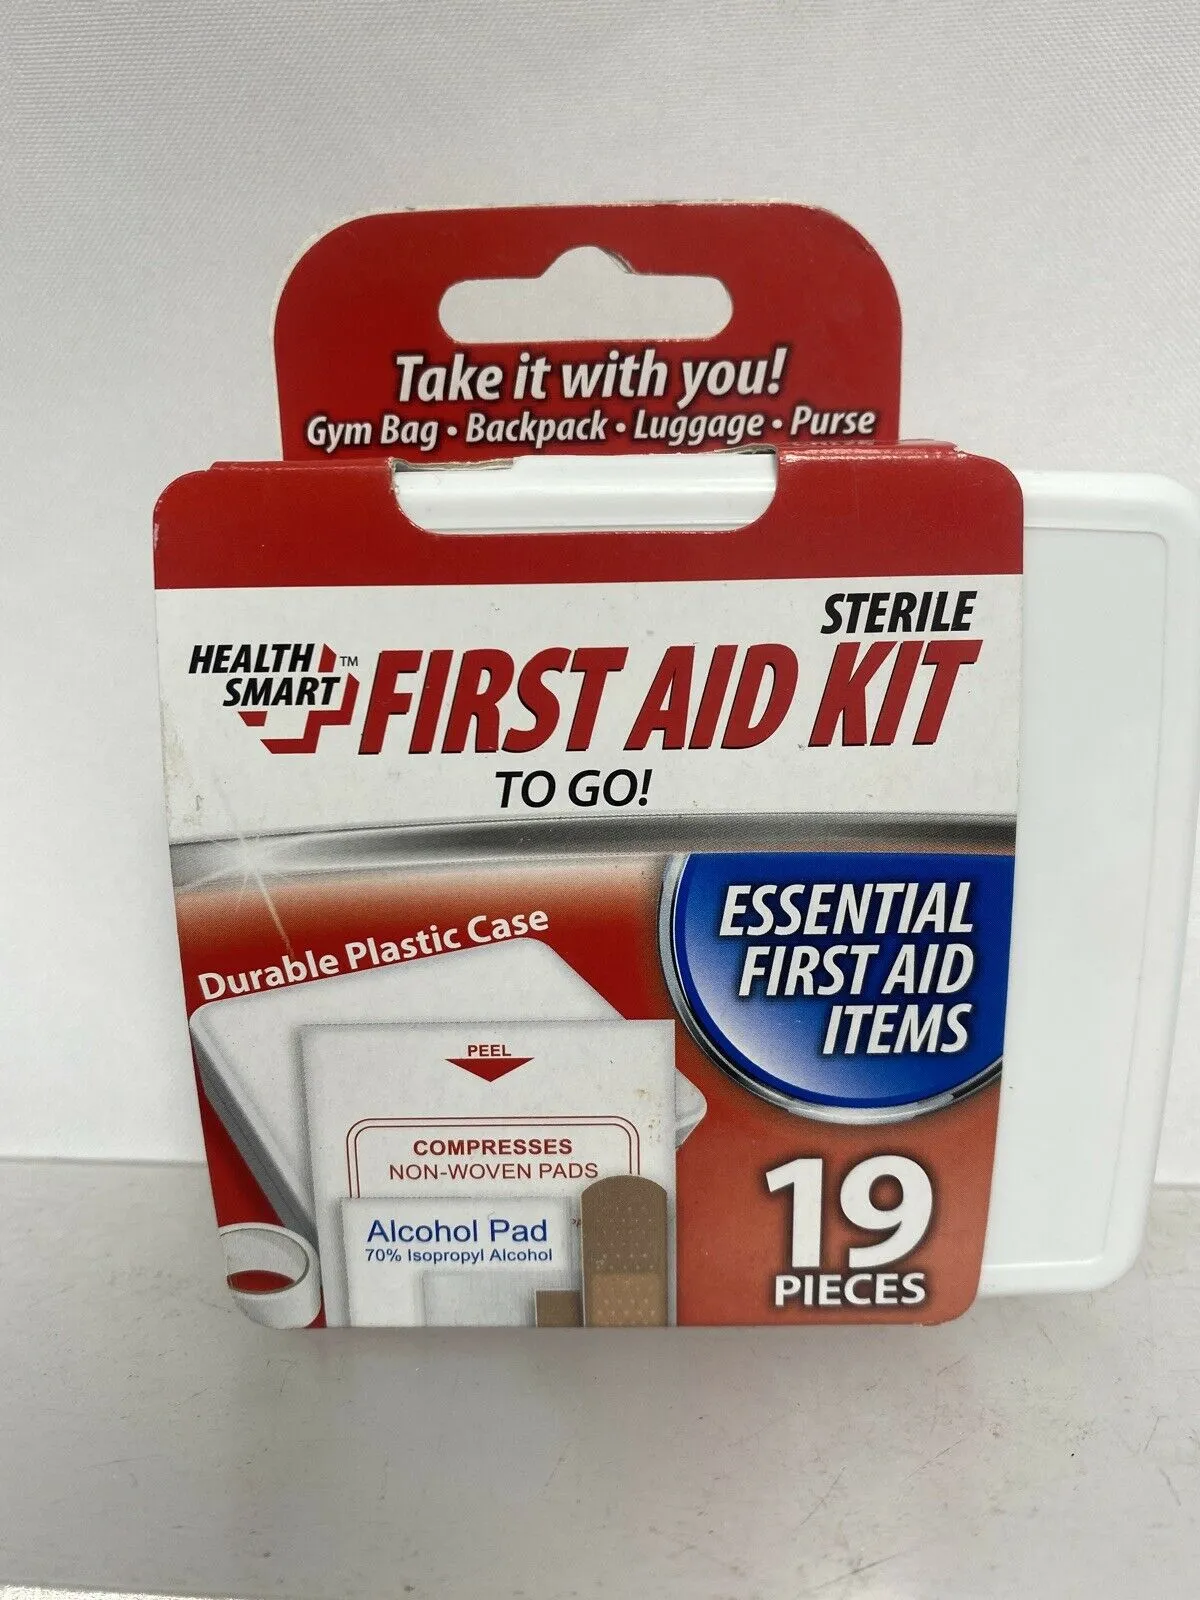 Take it with you!
Gym Bag • Backpack • Luggage • Purse
STERILE
HEALTH
SMART™
FIRST AID KIT
TO GO!
Durable Plastic Case
ESSENTIAL
FIRST AID
ITEMS
PEEL
COMPRESSES
NON-WOVEN PADS
Alcohol Pad
70% Isopropyl Alcohol
19
PIECES